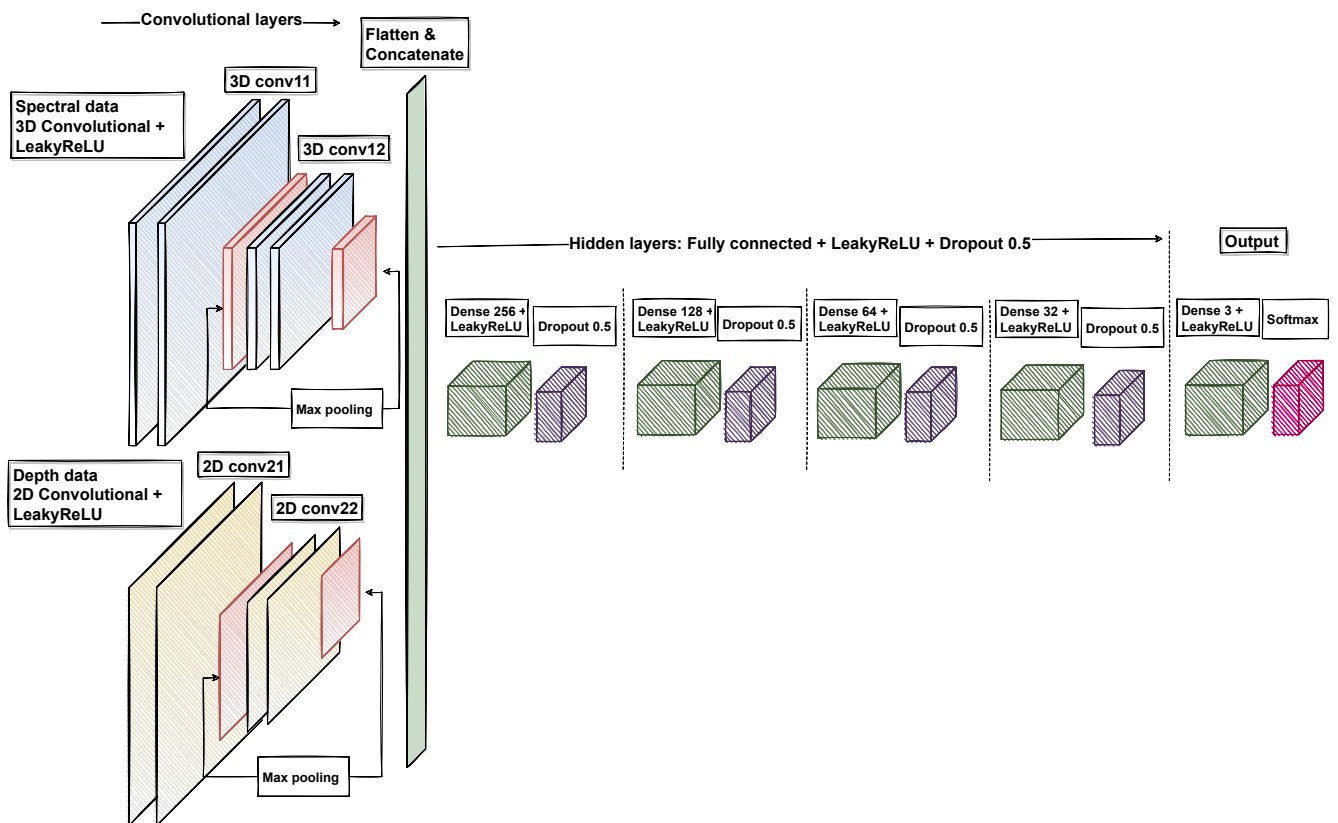 Convolutional layers
Flatten &
Concatenate
3D conv11
Spectral data
3D Convolutional +
LeakyReLU
3D conv12
Max pooling
2D conv21
Depth data
2D Convolutional +
LeakyReLU
2D conv22
Max pooling
Hidden layers: Fully connected + LeakyReLU + Dropout 0.5
Output
Dense 256 +
LeakyReLU
Dropout 0.5
Dense 128 +
LeakyReLU
Dropout 0.5
Dense 64 +
LeakyReLU
Dropout 0.5
Dense 32 +
LeakyReLU
Dropout 0.5
Dense 3 +
LeakyReLU
Softmax